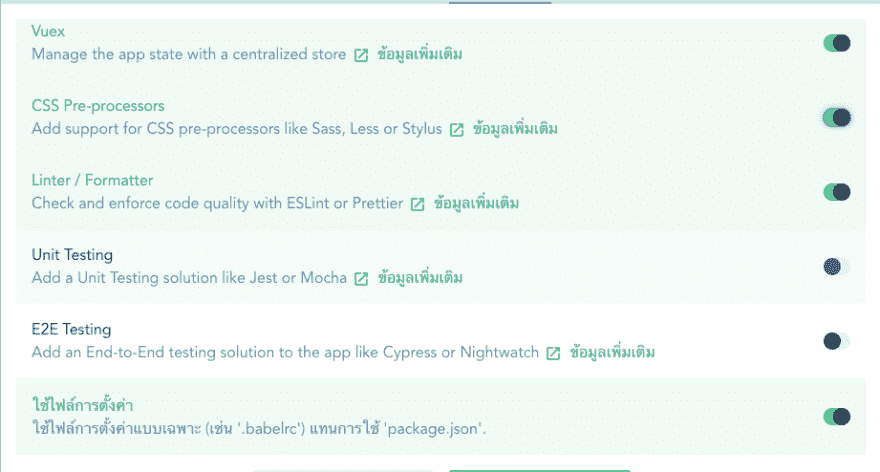 Vuex
Manage the app state with a centralized store ข้อมูลเพิ่มเติม
CSS Pre-processors
Add support for CSS pre-processors like Sass, Less or Stylus ข้อมูลเพิ่มเติม
Linter / Formatter
Check and enforce code quality with ESLint or Prettier ข้อมูลเพิ่มเติม
Unit Testing
Add a Unit Testing solution like Jest or Mocha ข้อมูลเพิ่มเติม
E2E Testing
Add an End-to-End testing solution to the app like Cypress or Nightwatch ข้อมูลเพิ่มเติม
ใช้ไฟล์การตั้งค่า
ใช้ไฟล์การตั้งค่าแบบเฉพาะ (เช่น '.babelrc') แทนการใช้ 'package.json'.